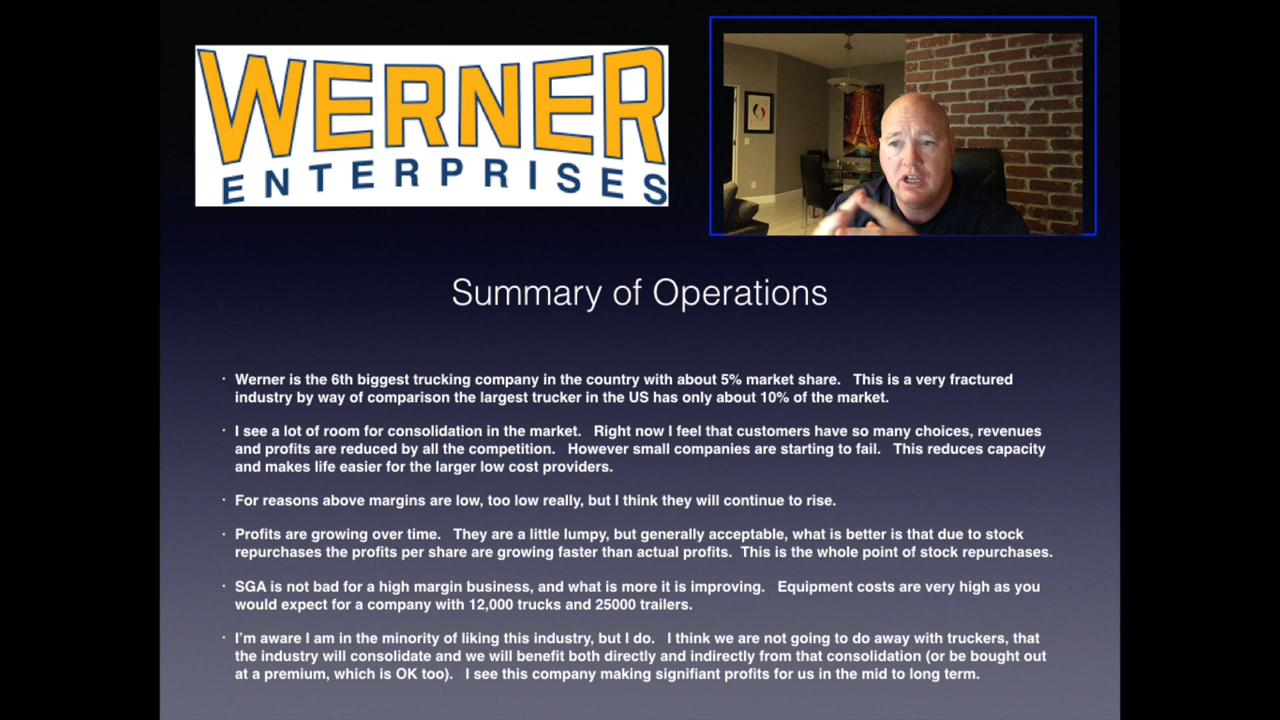 WERNER
ENTERPRISES
Summary of Operations
· Werner is the 6th biggest trucking company in the country with about 5% market share. This is a very fractured
industry by way of comparison the largest trucker in the US has only about 10% of the market.
· I see a lot of room for consolidation in the market. Right now I feel that customers have so many choices, revenues
and profits are reduced by all the competition. However small companies are starting to fail. This reduces capacity
and makes life easier for the larger low cost providers.
· For reasons above margins are low, too low really, but I think they will continue to rise.
· Profits are growing over time. They are a little lumpy, but generally acceptable, what is better is that due to stock
repurchases the profits per share are growing faster than actual profits. This is the whole point of stock repurchases.
· SGA is not bad for a high margin business, and what is more it is improving. Equipment costs are very high as you
would expect for a company with 12,000 trucks and 25000 trailers.
· I'm aware I am in the minority of liking this industry, but I do. I think we are not going to do away with truckers, that
the industry will consolidate and we will benefit both directly and indirectly from that consolidation (or be bought out
at a premium, which is OK too). I see this company making signifiant profits for us in the mid to long term.